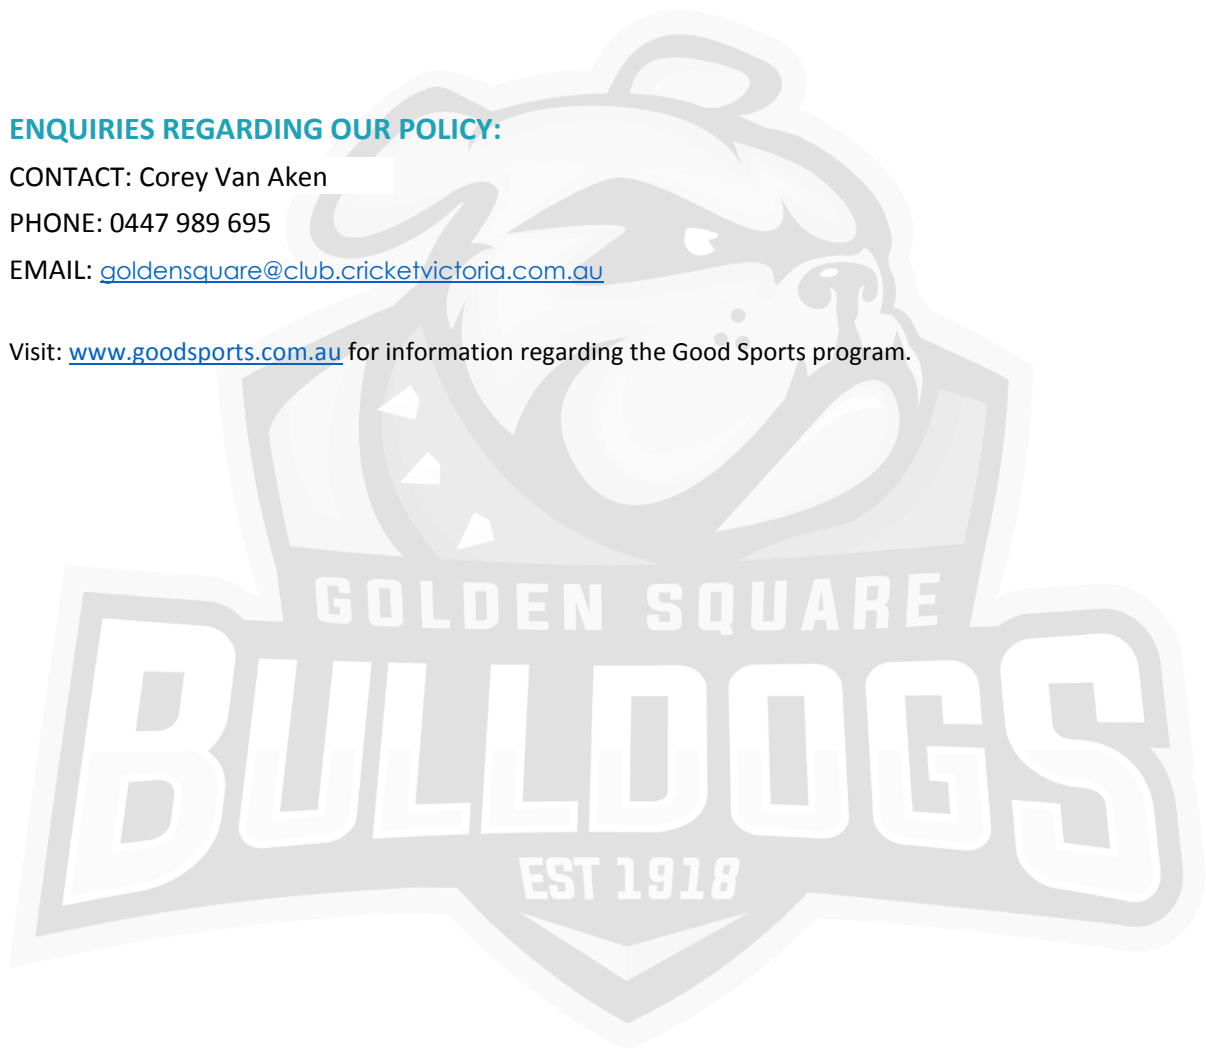 ENQUIRIES REGARDING OUR POLICY:
CONTACT: Corey Van Aken
PHONE: 0447 989 695
EMAIL: goldensquare@club.cricketvictoria.com.au
Visit: www.goodsports.com.au for information regarding the Good Sports program.
GOLDEN SQUARE
BULLDOGS
EST 1918